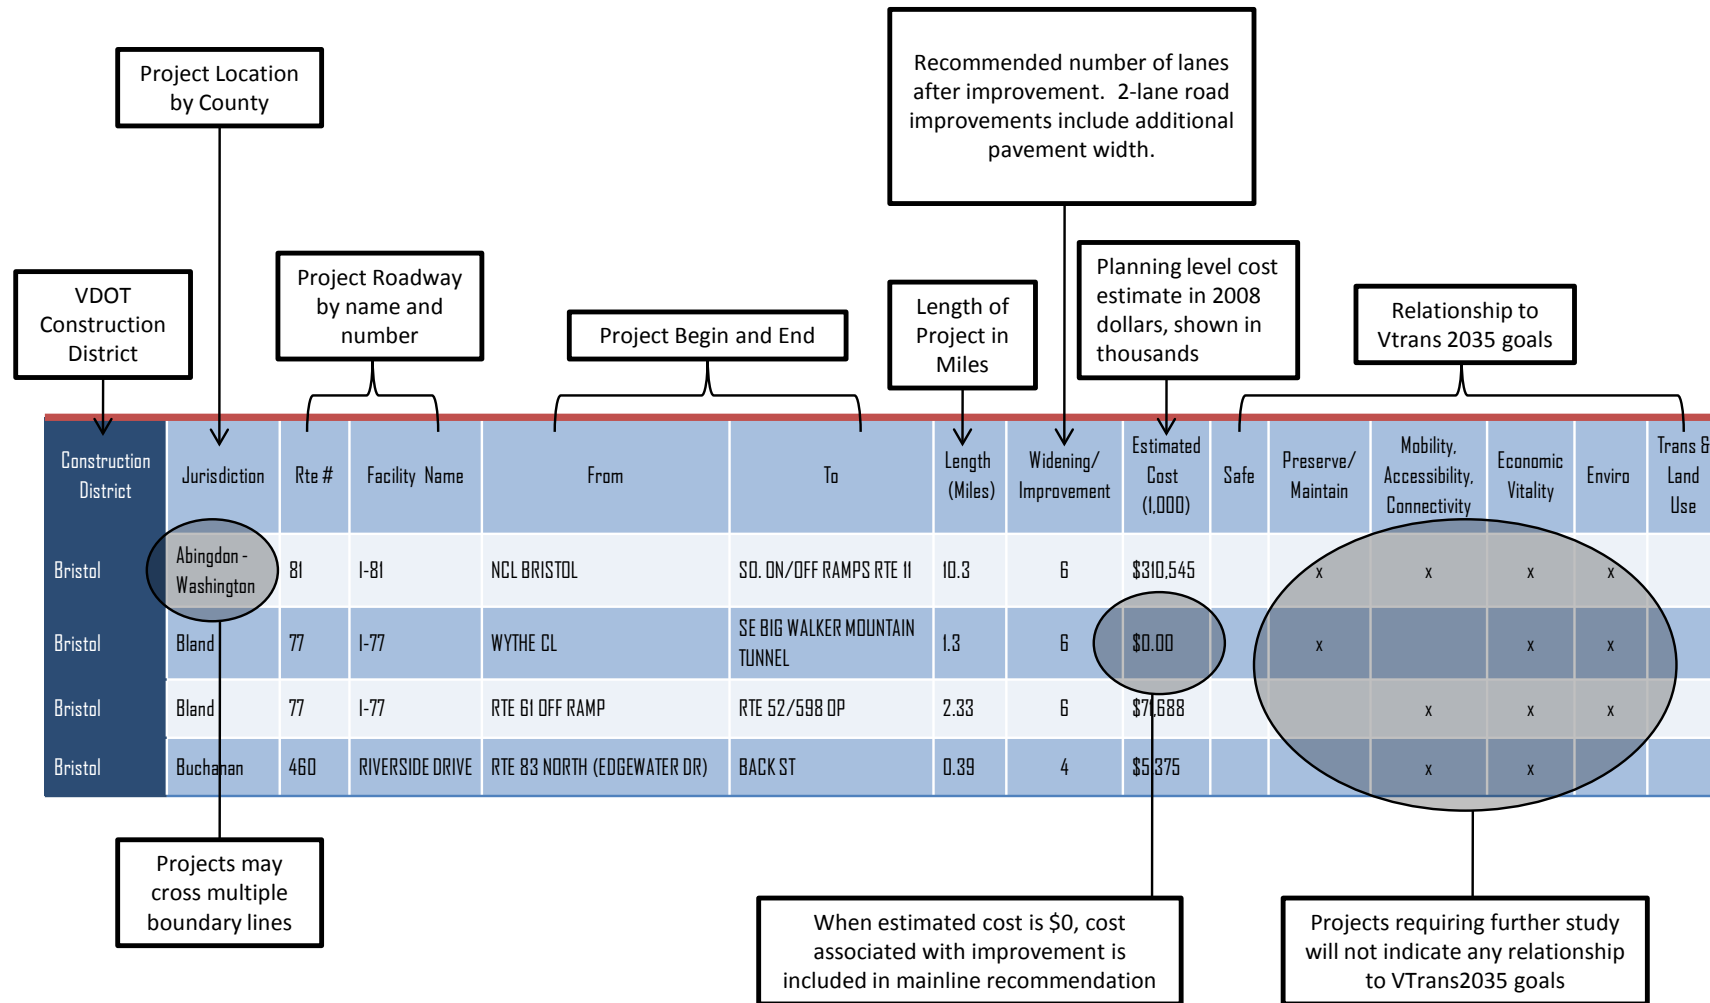 Recommended number of lanes
after improvement.  2-lane road
improvements include additional
pavement width.
Project Location
by County
VDOT
Construction
District
Project Roadway
by name and
number
Project Begin and End
Length of
Project in
Miles
Planning level cost
estimate in 2008
dollars, shown in
thousands
Relationship to
Vtrans 2035 goals
Construction District Jurisdiction Rte # Facility Name From To Length (Miles) Widening/ Improvement Estimated Cost (1,000) Safe Preserve/ Maintain Mobility, Accessibility, Connectivity Economic Vitality Enviro Trans & Land Use
Bristol Abingdon - Washington 81 I-81 NCL BRISTOL SO. ON/OFF RAMPS RTE 11 10.3 6 $310,545 x x x x
Bristol Bland 77 I-77 WYTHE CL SE BIG WALKER MOUNTAIN TUNNEL 1.3 6 $0.00 x x x
Bristol Bland 77 I-77 RTE 61 OFF RAMP RTE 52/598 OP 2.33 6 $71,688 x x x
Bristol Buchanan 460 RIVERSIDE DRIVE RTE 83 NORTH (EDGEWATER DR) BACK ST 0.39 4 $5,375 x x
Projects may
cross multiple
boundary lines
When estimated cost is $0, cost
associated with improvement is
included in mainline recommendation
Projects requiring further study
will not indicate any relationship
to VTrans2035 goals